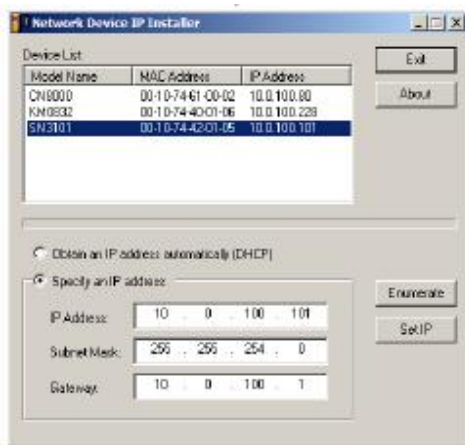 Network Device IP Installer
Device List
Exit
About
Model Name MAC Address IP Address
CN8000 00-10-74-61-00-02 10.0.100.80
KM0832 00-10-74-40-01-06 10.0.100.228
SN3101 00-10-74-42-01-05 10.0.100.101
Obtain an IP address automatically (DHCP)
Specify an IP address
IP Address: 10 . 0 . 100 . 101
Subnet Mask: 255 . 255 . 254 . 0
Gateway: 10 . 0 . 100 . 1
Enumerate
Set IP